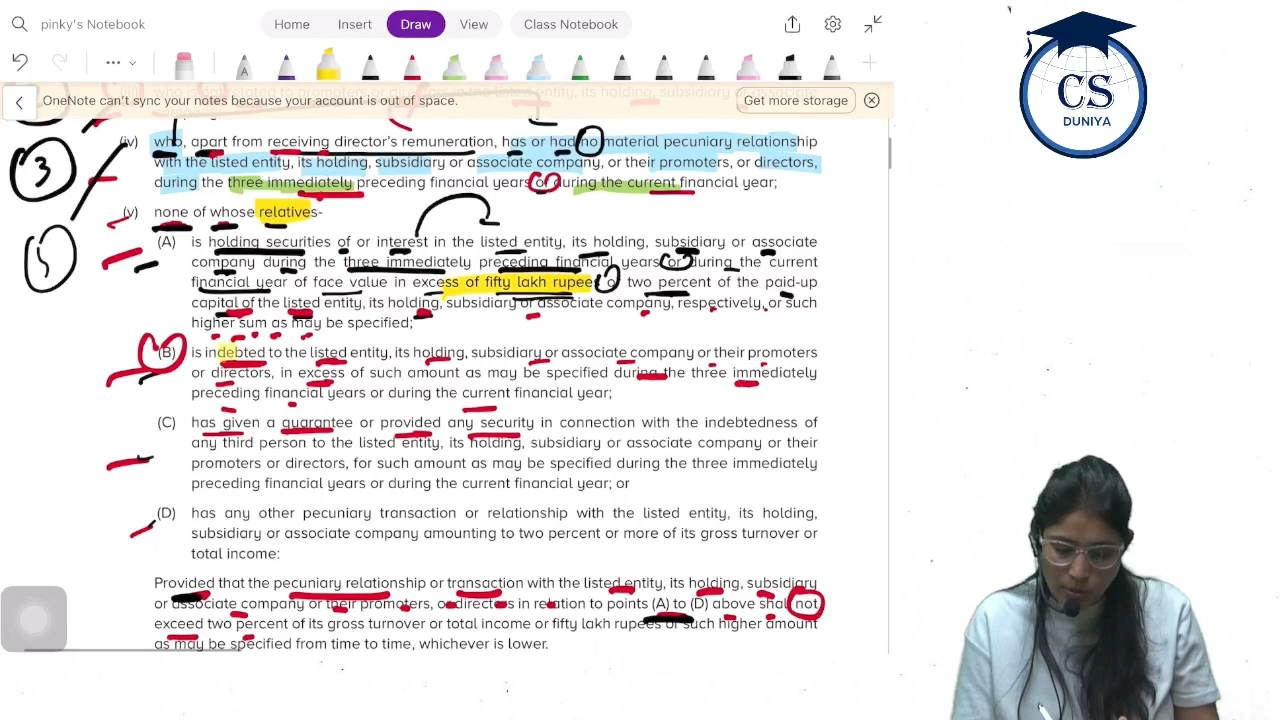 pinky's Notebook
Home Insert Draw View Class Notebook
OneNote can't sync your notes because your account is out of space. Get more storage
CS
DUNIYA
(iv) who, apart from receiving director's remuneration, has or had no material pecuniary relationship
with the listed entity, its holding, subsidiary or associate company, or their promoters, or directors,
during the three immediately preceding financial years or during the current financial year;
3
(v) none of whose relatives-
(A) is holding securities of or interest in the listed entity, its holding, subsidiary or associate
company during the three immediately preceding financial years or during the current
5
financial year of face value in excess of fifty lakh rupees or two percent of the paid-up
capital of the listed entity, its holding, subsidiary or associate company, respectively, or such
higher sum as may be specified;
(B) is indebted to the listed entity, its holding, subsidiary or associate company or their promoters
or directors, in excess of such amount as may be specified during the three immediately
preceding financial years or during the current financial year;
(C) has given a guarantee or provided any security in connection with the indebtedness of
any third person to the listed entity, its holding, subsidiary or associate company or their
promoters or directors, for such amount as may be specified during the three immediately
preceding financial years or during the current financial year; or
(D) has any other pecuniary transaction or relationship with the listed entity, its holding,
subsidiary or associate company amounting to two percent or more of its gross turnover or
total income:
Provided that the pecuniary relationship or transaction with the listed entity, its holding, subsidiary
or associate company or their promoters, or directors in relation to points (A) to (D) above shall not
exceed two percent of its gross turnover or total income or fifty lakh rupees or such higher amount
as may be specified from time to time, whichever is lower.